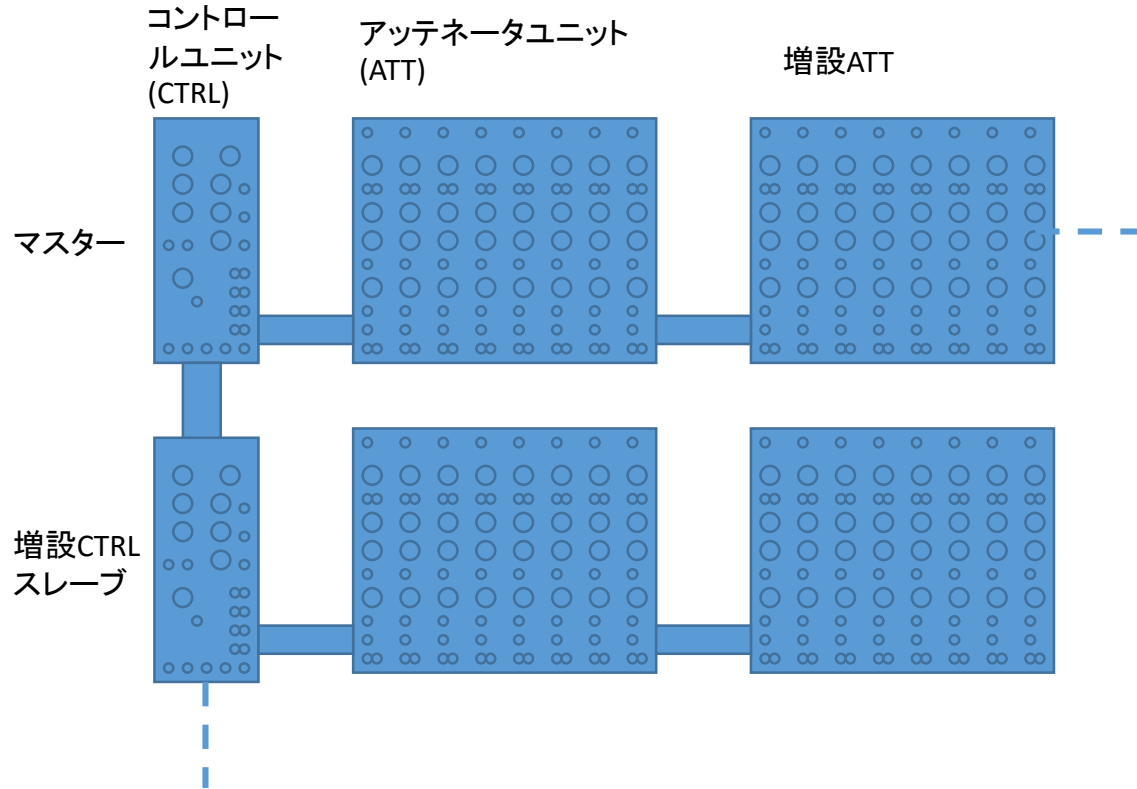 コントロー
ルユニット
(CTRL)
アッテネータユニット
(ATT)
増設ATT
マスター
増設CTRL
スレーブ